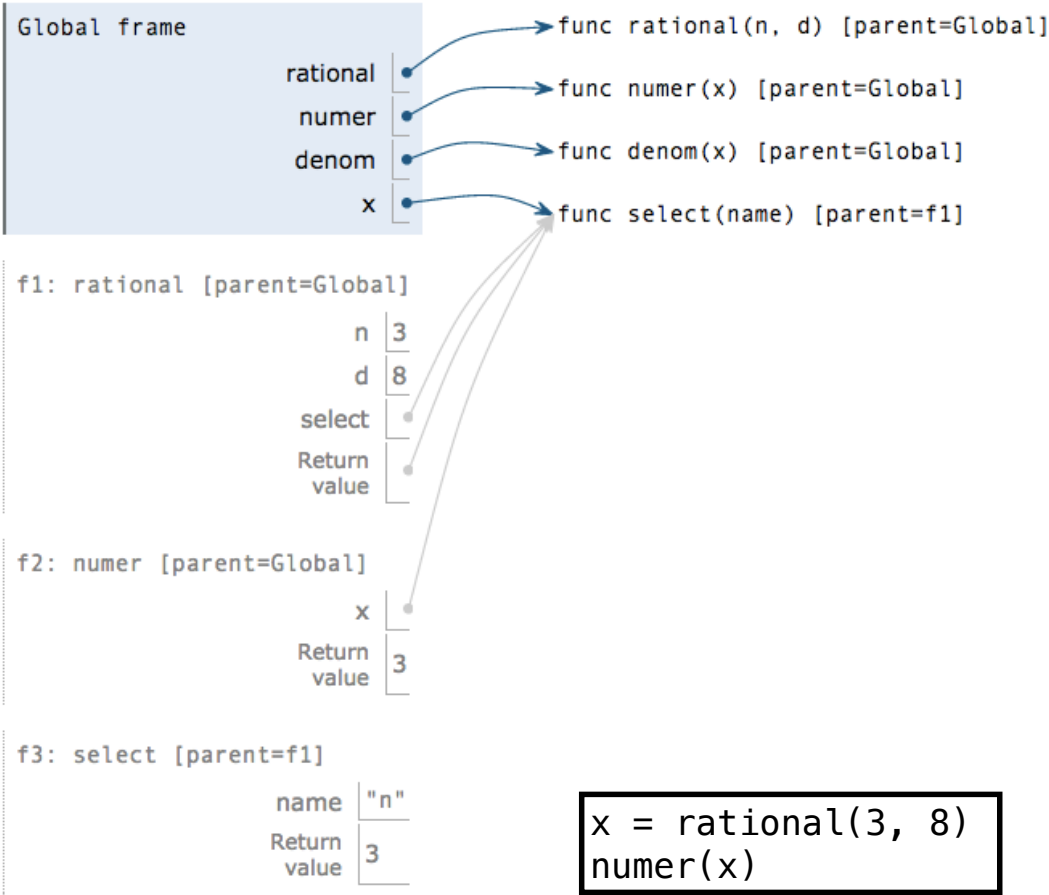 Global frame
rational
numer
denom
x
func rational(n, d) [parent=Global]
func numer(x) [parent=Global]
func denom(x) [parent=Global]
func select(name) [parent=f1]
f1: rational [parent=Global]
n 3
d 8
select
Return
value
f2: numer [parent=Global]
x
Return
value 3
f3: select [parent=f1]
name "n"
Return
value 3
x = rational(3, 8)
numer(x)